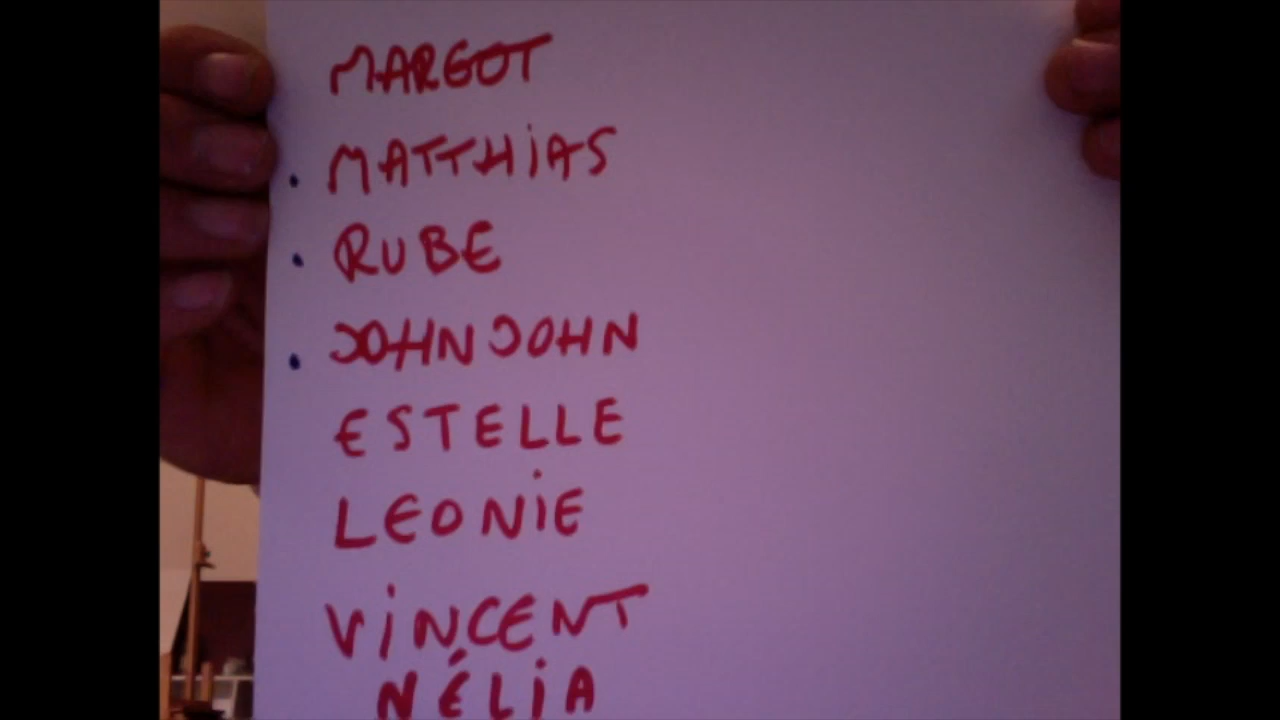 MARGOT
. MATTHiAS
. RUBE
. JOHNJOHN
ESTELLE
LEONiE
ViNCENT
NÉLiA